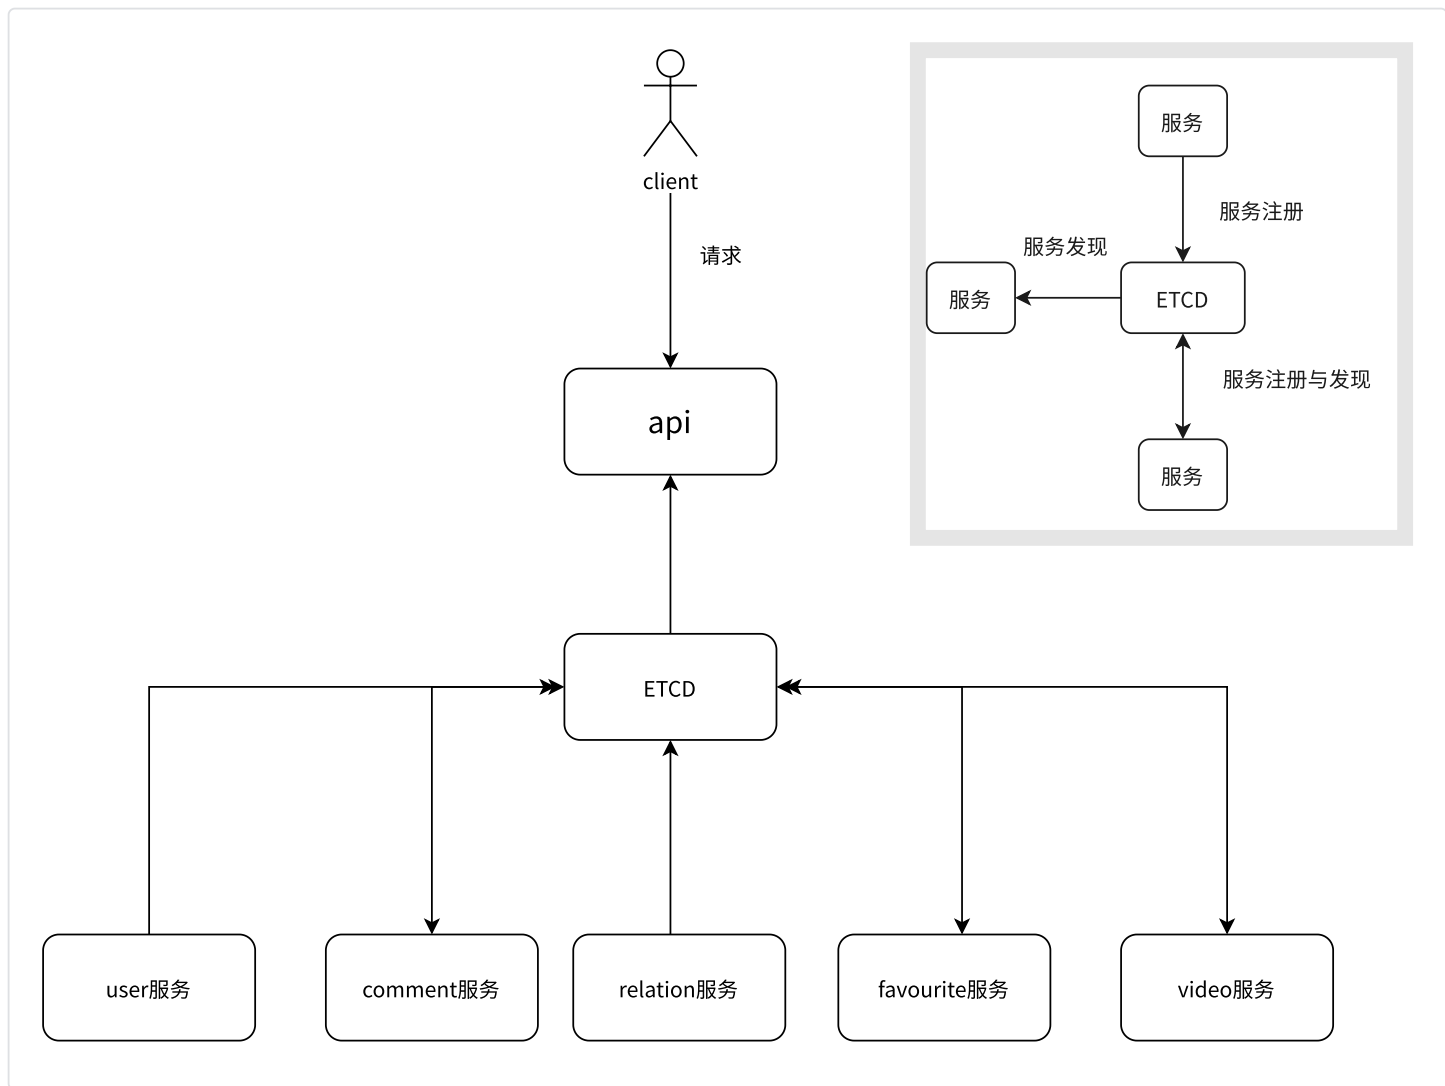 client
请求
api
ETCD
user服务
comment服务
relation服务
favourite服务
video服务
服务
服务注册
服务发现
服务
ETCD
服务注册与发现
服务